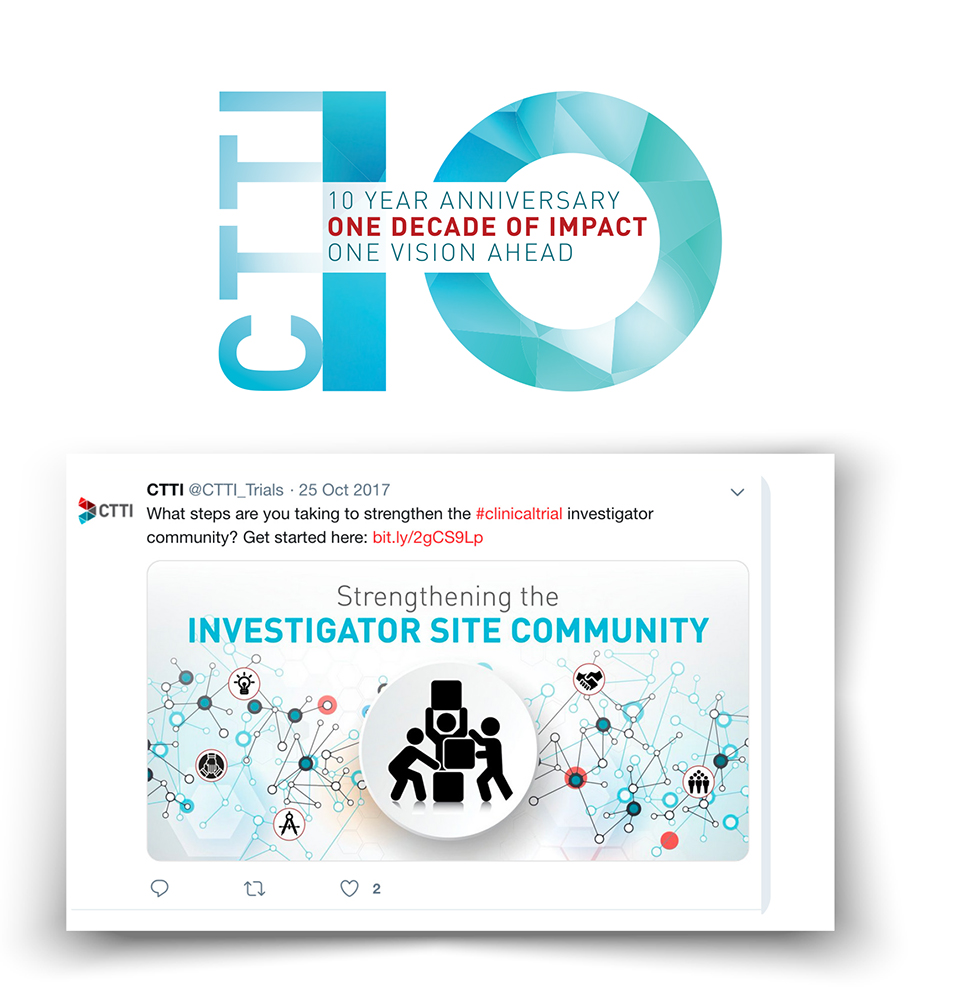 CTTI
10 YEAR ANNIVERSARY
ONE DECADE OF IMPACT
ONE VISION AHEAD
CTTI
CTTI @CTTI_Trials · 25 Oct 2017
What steps are you taking to strengthen the #clinicaltrial investigator
community? Get started here: bit.ly/2gCS9Lp
Strengthening the
INVESTIGATOR SITE COMMUNITY
2